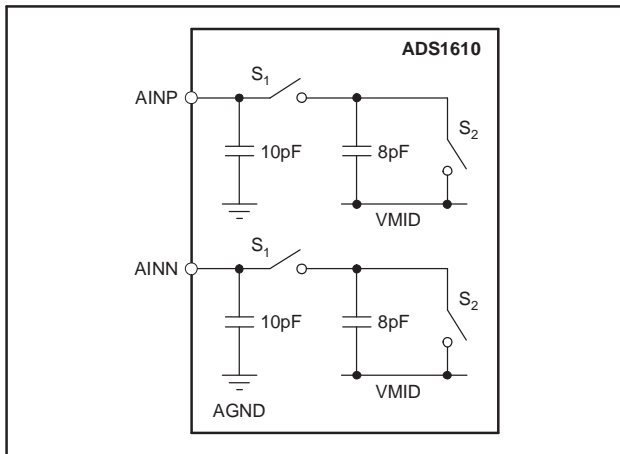 ADS1610
S1
AINP
10pF
8pF
S2
VMID
S1
AINN
10pF
8pF
S2
VMID
AGND